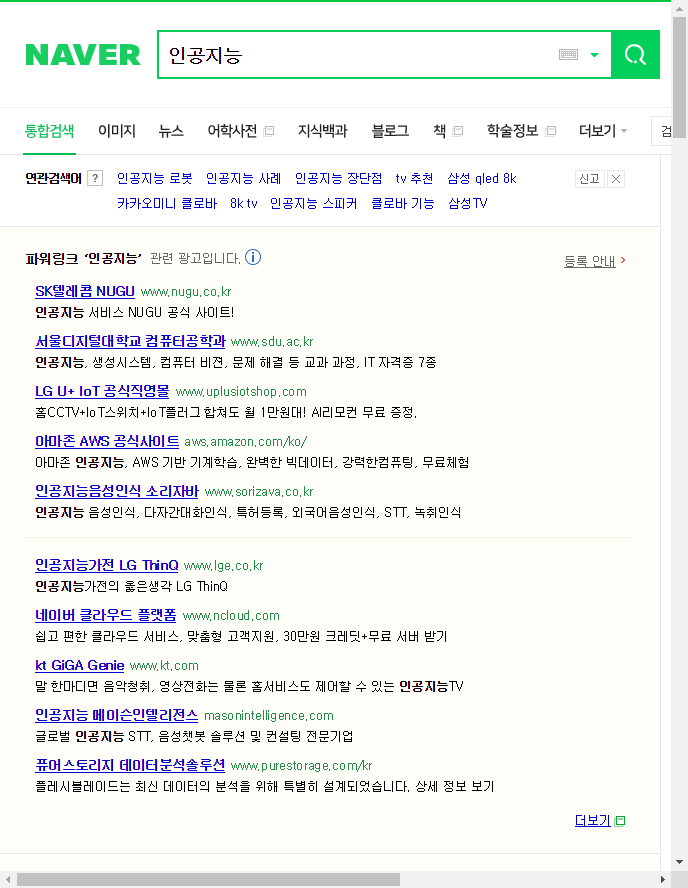 NAVER 인공지능
통합검색 이미지 뉴스 어학사전 지식백과 블로그 책 학술정보 더보기 검
연관검색어 ? 인공지능 로봇 인공지능 사례 인공지능 장단점 tv 추천 삼성 qled 8k 신고
카카오미니 클로바 8k tv 인공지능 스피커 클로바 기능 삼성TV
파워링크 '인공지능' 관련 광고입니다. 등록 안내
SK텔레콤 NUGU www.nugu.co.kr
인공지능 서비스 NUGU 공식 사이트!
서울디지털대학교 컴퓨터공학과 www.sdu.ac.kr
인공지능, 생성시스템, 컴퓨터 비젼, 문제 해결 등 교과 과정, IT 자격증 7종
LG U+ IoT 공식직영몰 www.uplusiotshop.com
홈CCTV+IoT스위치+IoT플러그 합쳐도 월 1만원대! AI리모컨 무료 증정.
아마존 AWS 공식사이트 aws.amazon.com/ko/
아마존 인공지능, AWS 기반 기계학습, 완벽한 빅데이터, 강력한컴퓨팅, 무료체험
인공지능음성인식 소리자바 www.sorizava.co.kr
인공지능 음성인식, 다자간대화인식, 특허등록, 외국어음성인식, STT, 녹취인식
인공지능가전 LG ThinQ www.lge.co.kr
인공지능가전의 옳은생각 LG ThinQ
네이버 클라우드 플랫폼 www.ncloud.com
쉽고 편한 클라우드 서비스, 맞춤형 고객지원, 30만원 크레딧+무료 서버 받기
kt GiGA Genie www.kt.com
말 한마디면 음악청취, 영상전화는 물론 홈서비스도 제어할 수 있는 인공지능TV
인공지능 메이슨인텔리전스 masonintelligence.com
글로벌 인공지능 STT, 음성챗봇 솔루션 및 컨설팅 전문기업
퓨어스토리지 데이터분석솔루션 www.purestorage.com/kr
플레시블레이드는 최신 데이터의 분석을 위해 특별히 설계되었습니다. 상세 정보 보기
더보기